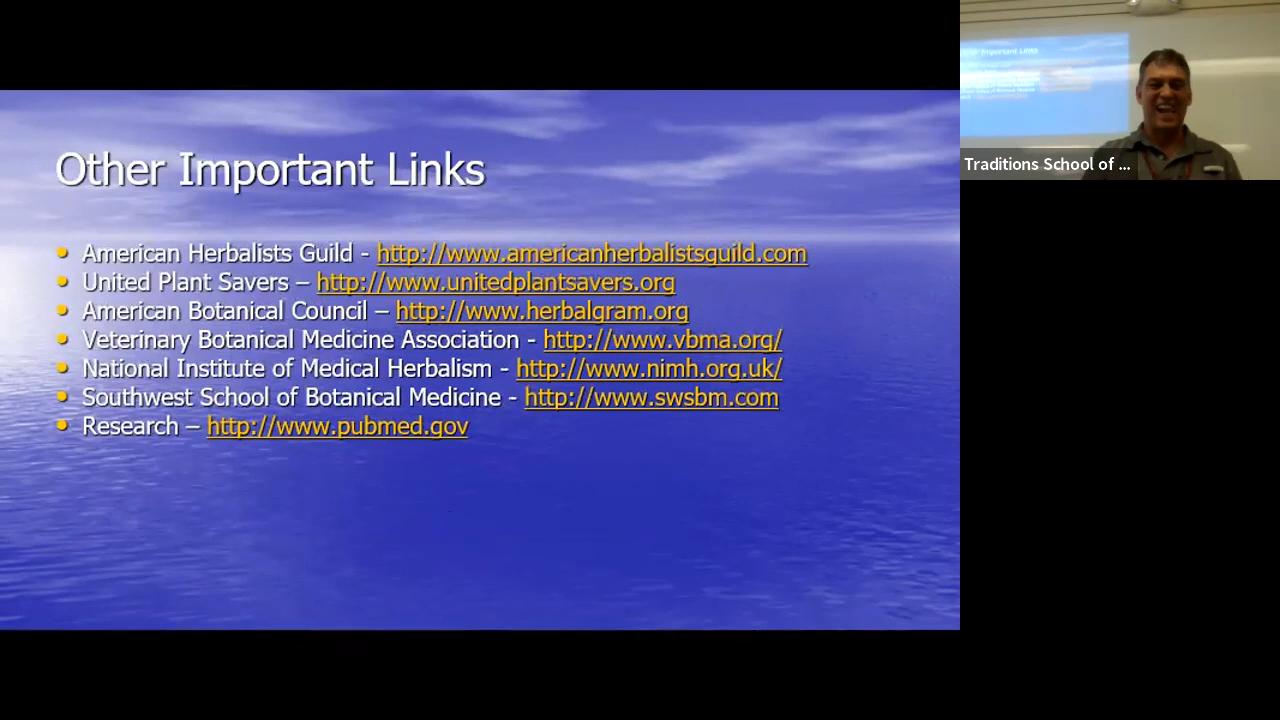 Other Important Links
• American Herbalists Guild - http://www.americanherbalistsguild.com
• United Plant Savers – http://www.unitedplantsavers.org
• American Botanical Council – http://www.herbalgram.org
• Veterinary Botanical Medicine Association - http://www.vbma.org/
• National Institute of Medical Herbalism - http://www.nimh.org.uk/
• Southwest School of Botanical Medicine - http://www.swsbm.com
• Research – http://www.pubmed.gov
Important Links
Traditions School of ...